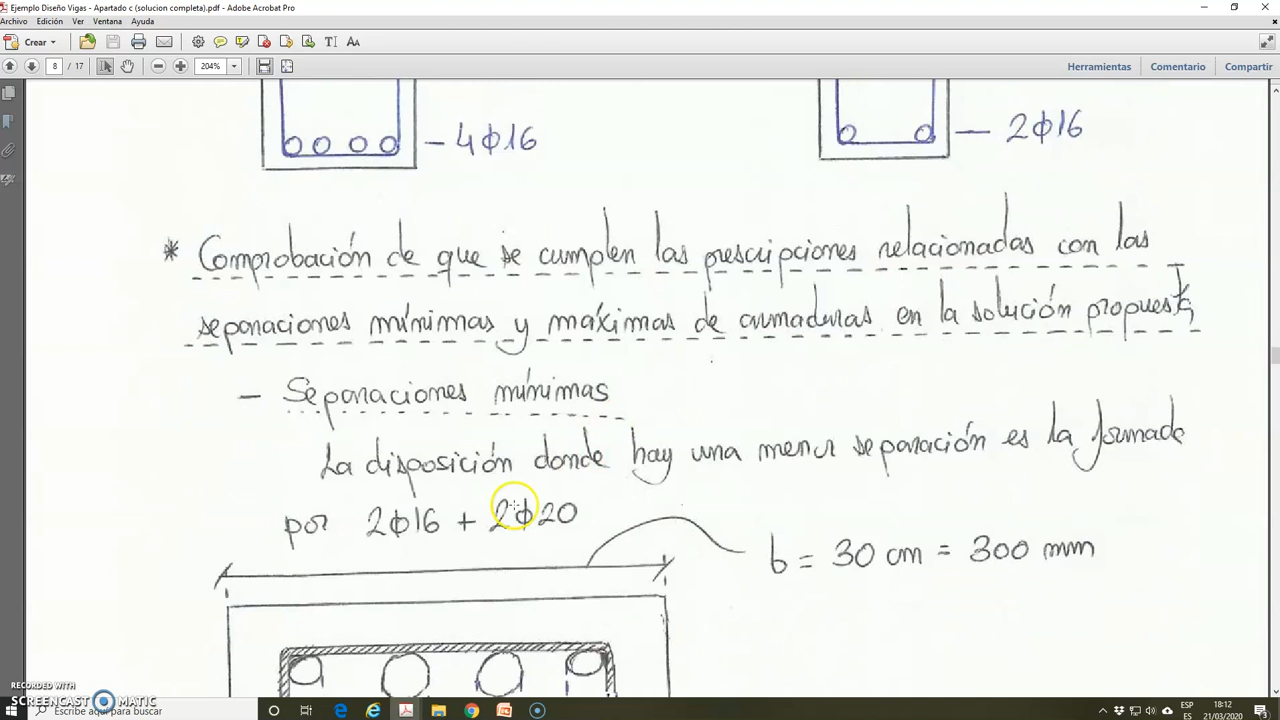 Ejemplo Diseño Vigas - Apartado c (solucion completa).pdf - Adobe Acrobat Pro
Archivo Edición Ver Ventana Ayuda
Crear
8 / 17 204% Herramientas Comentario Compartir
- 4ϕ16
- 2ϕ16
* Comprobación de que se cumplen las prescripciones relacionadas con las
separaciones mínimas y máximas de armaduras en la solución propuesta
- Separaciones mínimas
La disposición donde hay una menor separación es la formada
por 2ϕ16 + 2ϕ20
b = 30 cm = 300 mm
RECORDED WITH
SCREENCAST MATIC
Escribe aquí para buscar
ESP 18:12
ES 21/03/2020